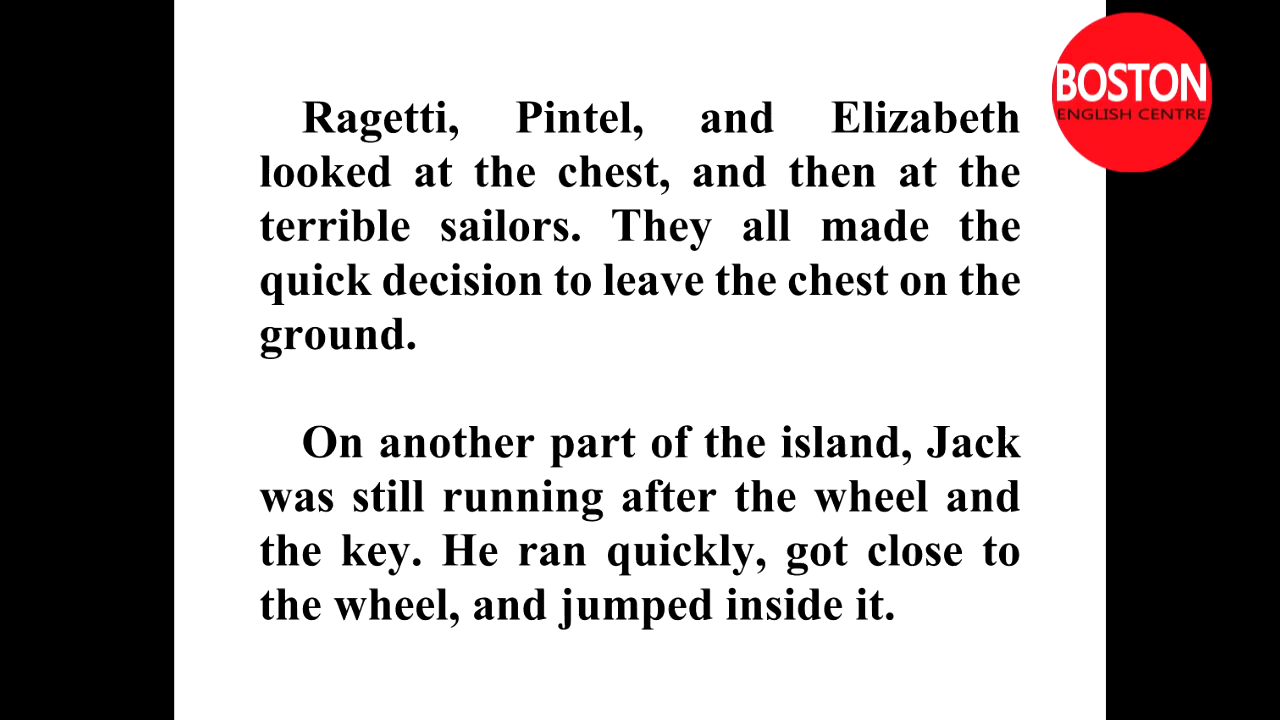 BOSTON
ENGLISH CENTRE
Ragetti, Pintel, and Elizabeth
looked at the chest, and then at the
terrible sailors. They all made the
quick decision to leave the chest on the
ground.
On another part of the island, Jack
was still running after the wheel and
the key. He ran quickly, got close to
the wheel, and jumped inside it.